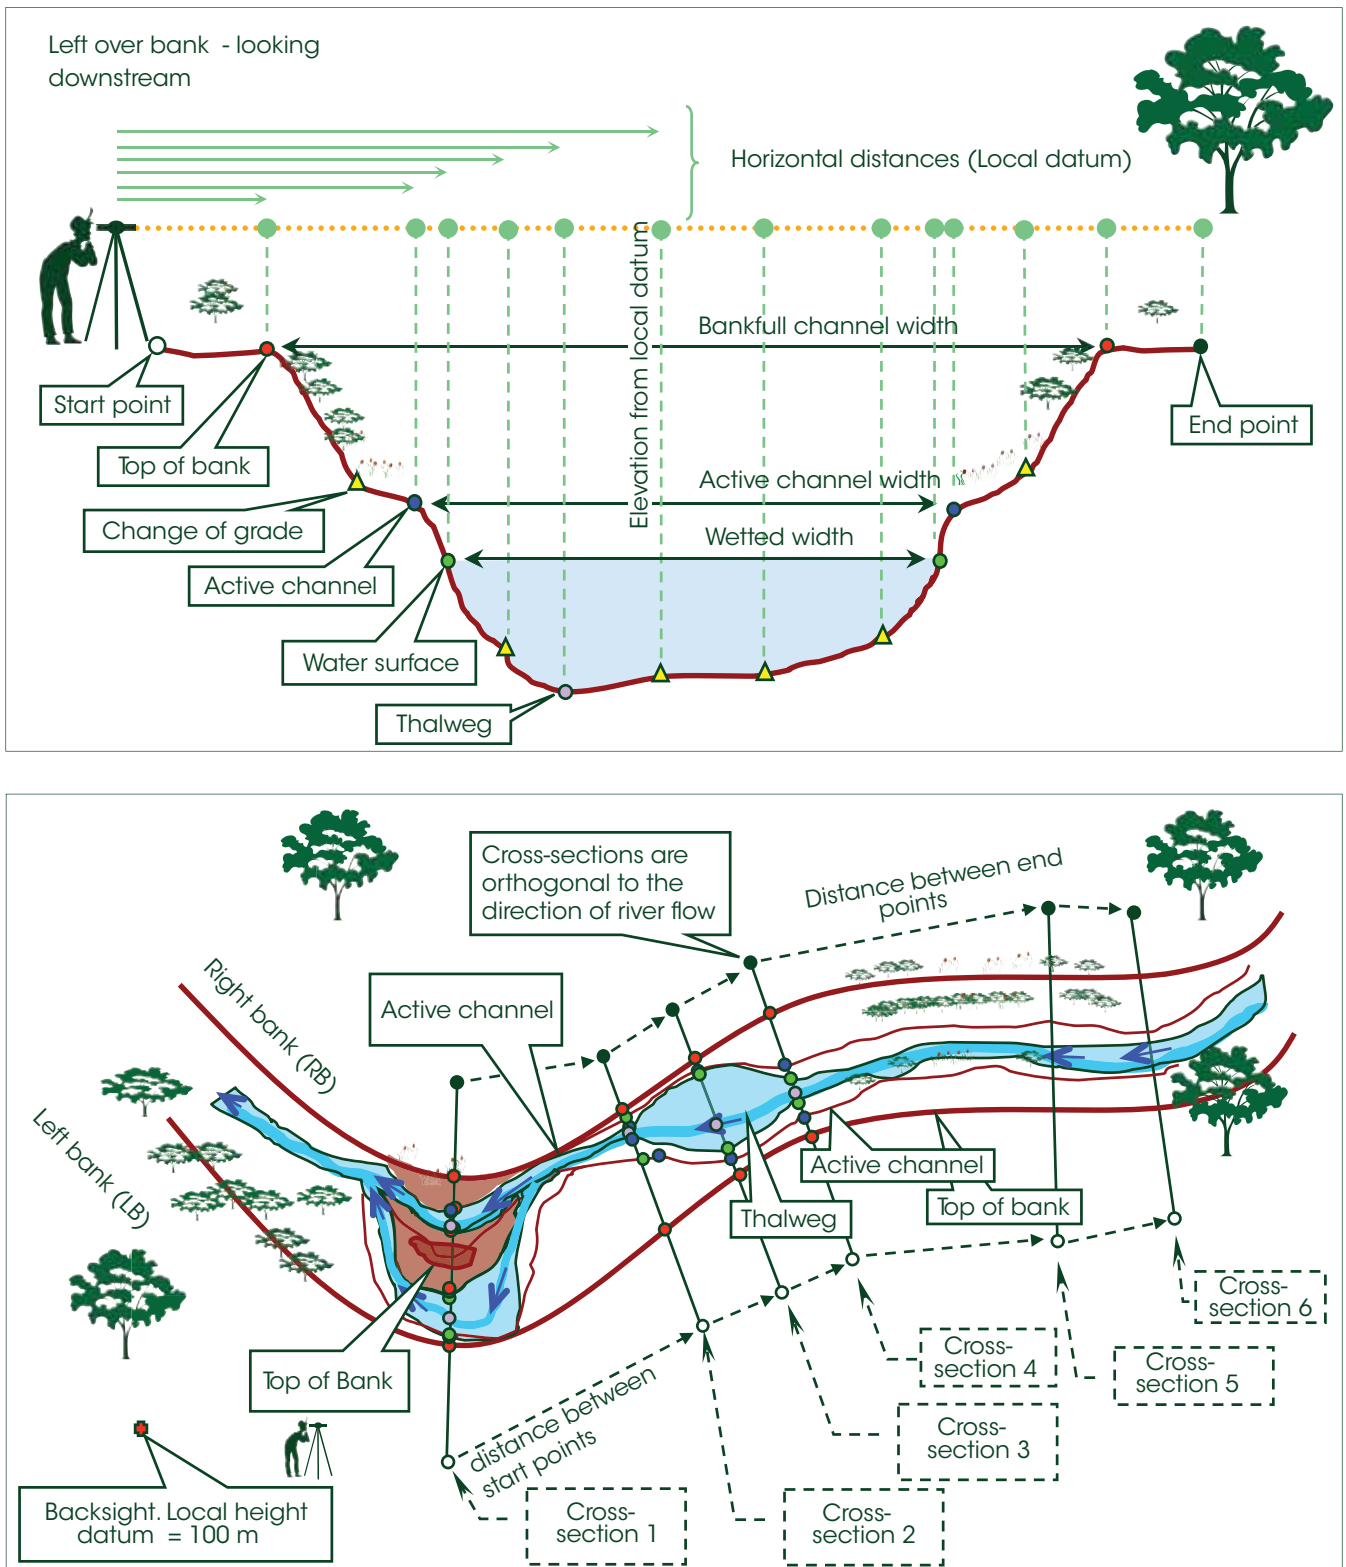 Left over bank - looking
downstream
Horizontal distances (Local datum)
Elevation from local datum
Bankfull channel width
Start point
End point
Top of bank
Active channel width
Change of grade
Wetted width
Active channel
Water surface
Thalweg
Cross-sections are
orthogonal to the
direction of river flow
Distance between end
points
Right bank (RB)
Active channel
Left bank (LB)
Active channel
Top of bank
Thalweg
Cross-
section 6
Cross-
section 4
Cross-
section 5
Top of Bank
distance between
start points
Cross-
section 3
Backsight. Local height
datum = 100 m
Cross-
section 1
Cross-
section 2